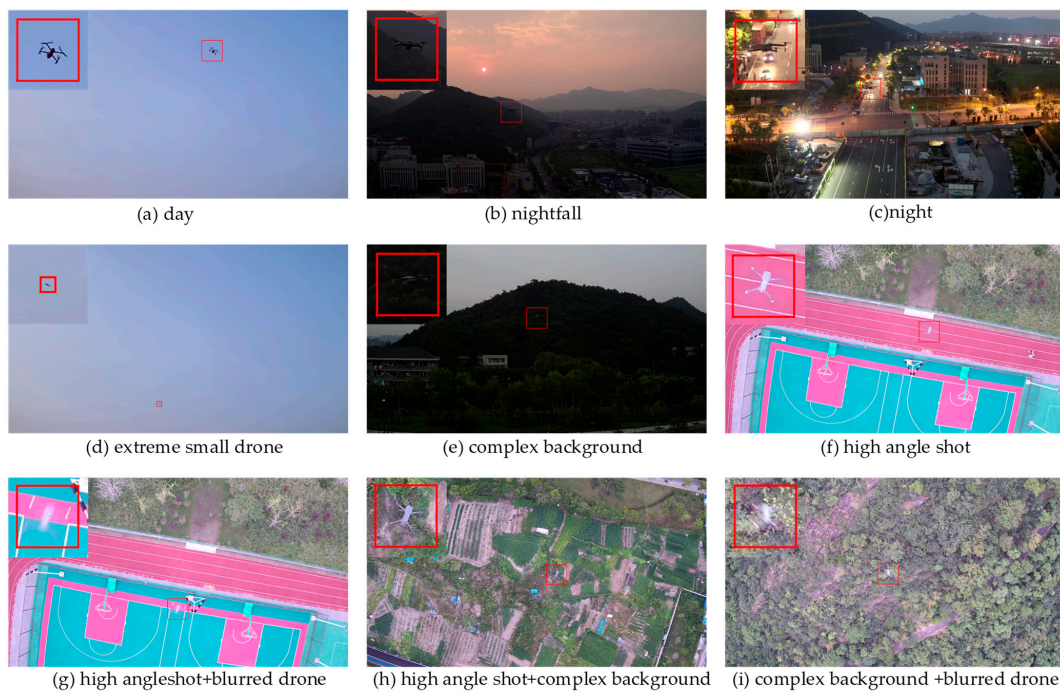 (a) day
(b) nightfall
(c)night
(d) extreme small drone
(e) complex background
(f) high angle shot
(g) high angleshot+blurred drone
(h) high angle shot+complex background
(i) complex background +blurred drone